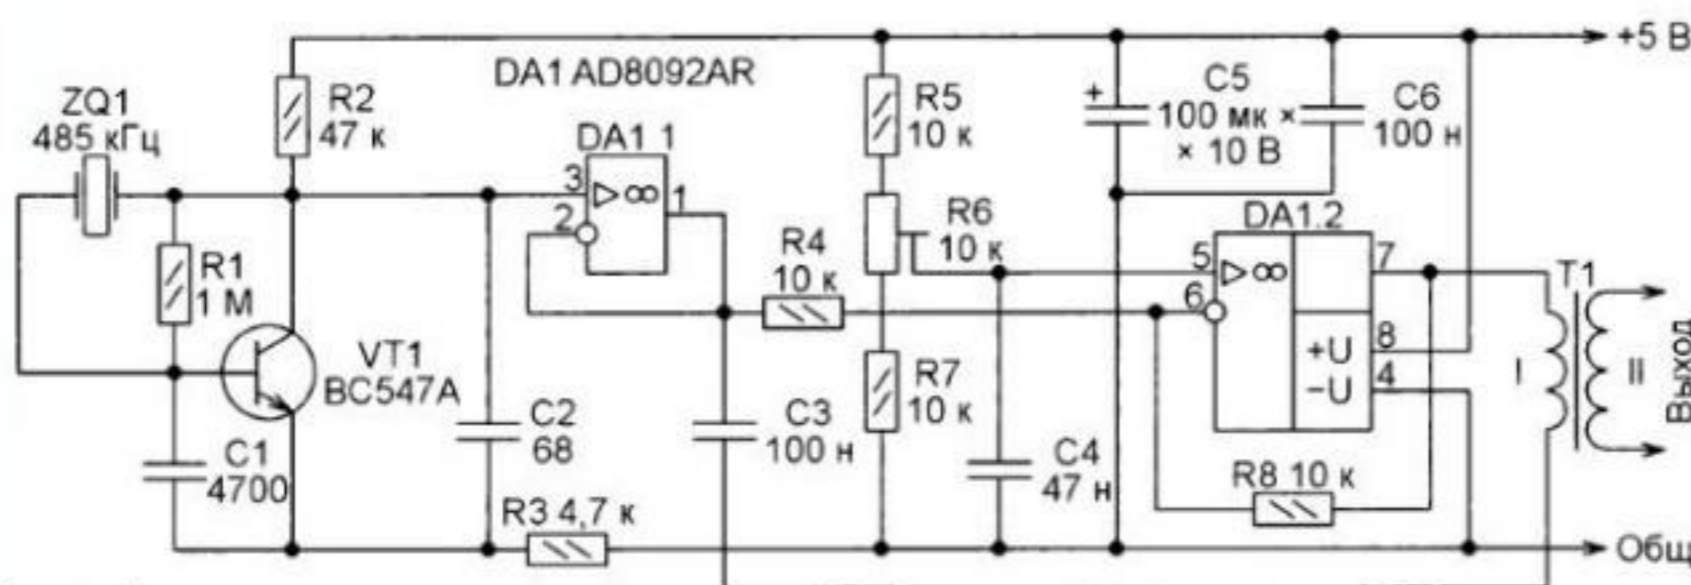 +5 В
DA1 AD8092AR
ZQ1
485 кГц
R2
47 к
DA1 1
3
▷∞
1
2
R5
10 к
+
C5
100 мк ×
× 10 В
C6
100 н
R1
1 М
VT1
BC547A
R4
10 к
R6
10 к
DA1.2
5
▷∞
7
6
+U
8
–U
4
T1
I
II
Выход
C1
4700
C2
68
C3
100 н
R7
10 к
C4
47 н
R8 10 к
R3 4,7 к